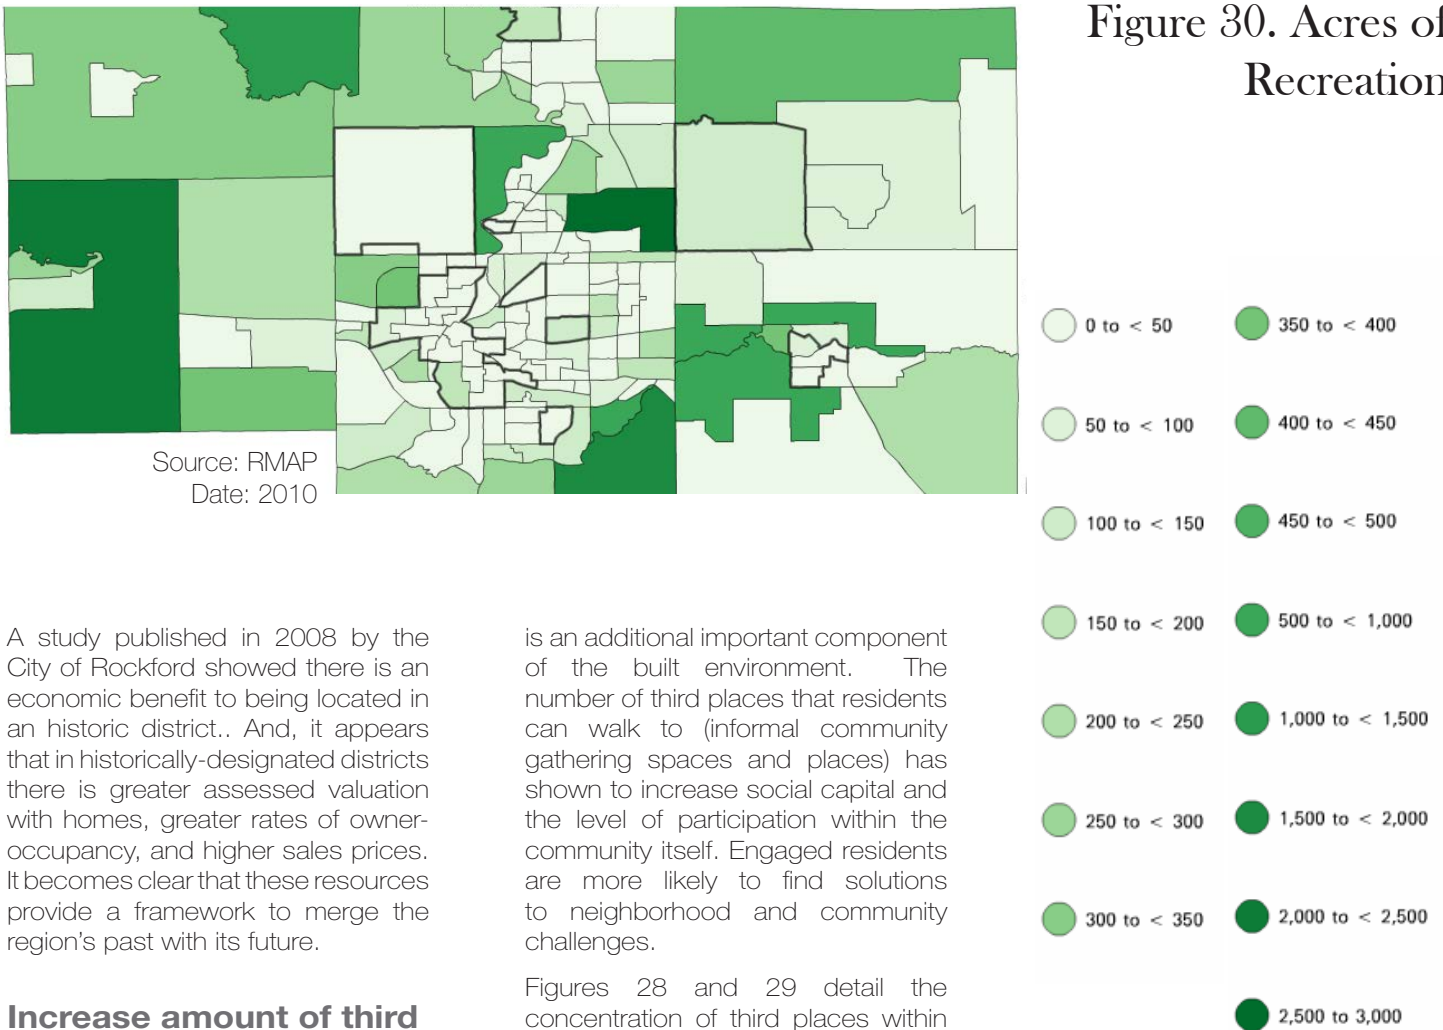 Figure 30. Acres of
Recreation
Source: RMAP
Date: 2010
0 to < 50
50 to < 100
100 to < 150
150 to < 200
200 to < 250
250 to < 300
300 to < 350
350 to < 400
400 to < 450
450 to < 500
500 to < 1,000
1,000 to < 1,500
1,500 to < 2,000
2,000 to < 2,500
2,500 to 3,000
A study published in 2008 by the
City of Rockford showed there is an
economic benefit to being located in
an historic district.. And, it appears
that in historically-designated districts
there is greater assessed valuation
with homes, greater rates of owner-
occupancy, and higher sales prices.
It becomes clear that these resources
provide a framework to merge the
region's past with its future.
Increase amount of third
is an additional important component
of the built environment. The
number of third places that residents
can walk to (informal community
gathering spaces and places) has
shown to increase social capital and
the level of participation within the
community itself. Engaged residents
are more likely to find solutions
to neighborhood and community
challenges.
Figures 28 and 29 detail the
concentration of third places within